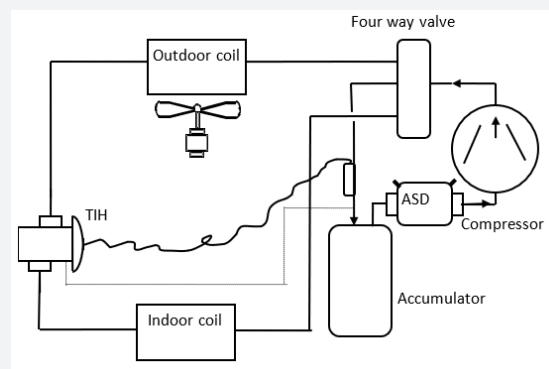 Four way valve
Outdoor coil
ASD
TIH
Compressor
Accumulator
Indoor coil